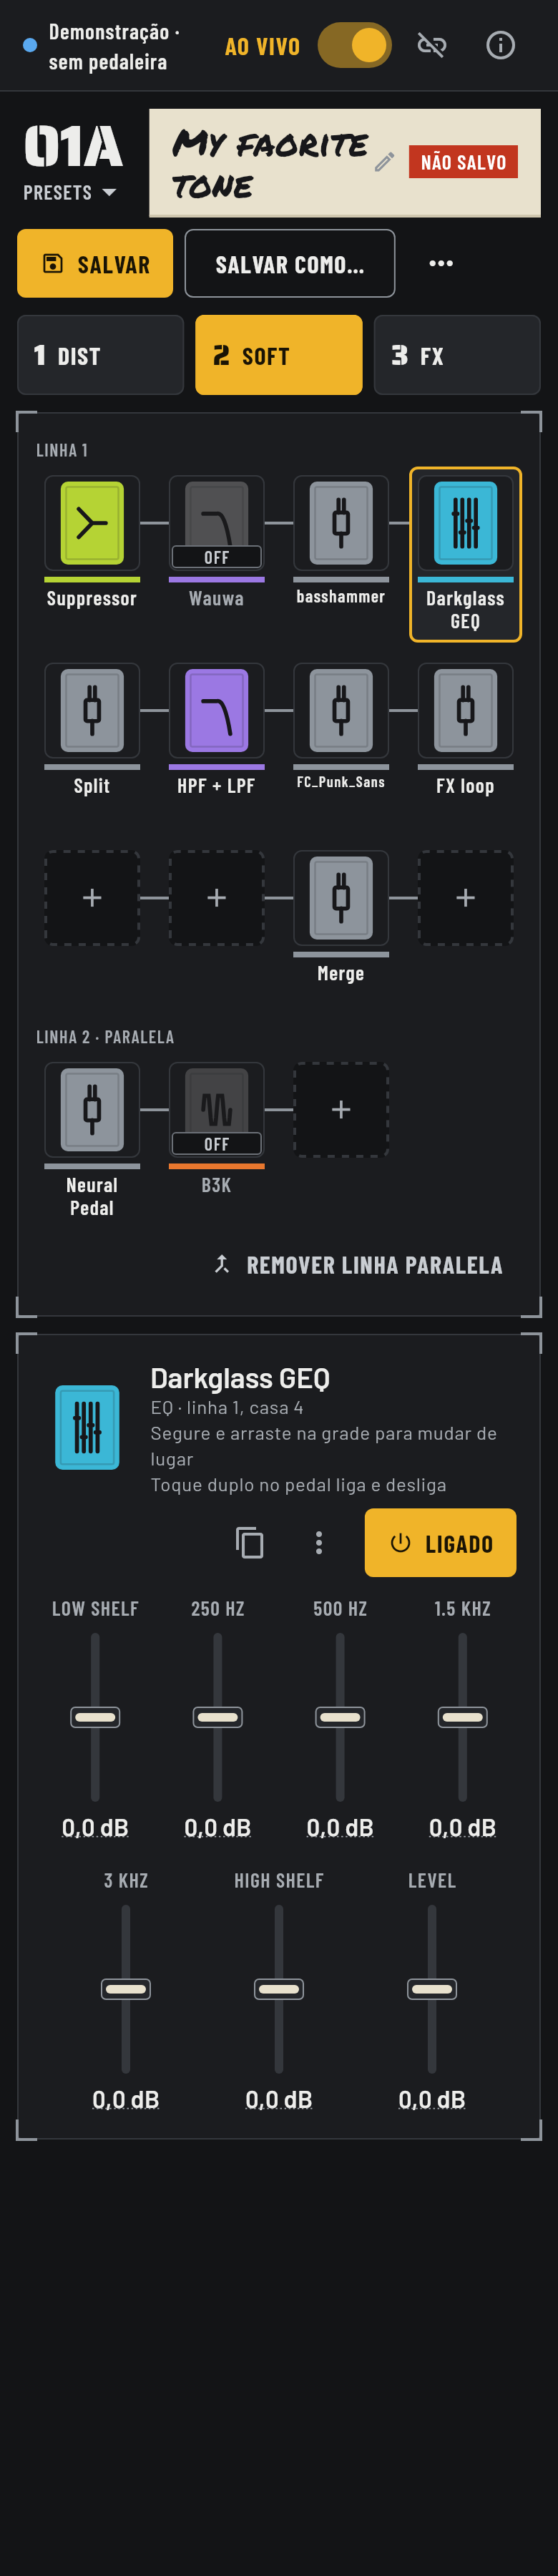 Demonstração ·
sem pedaleira
AO VIVO
01A
PRESETS
My faorite
tone
NÃO SALVO
SALVAR
SALVAR COMO...
1 DIST
2 SOFT
3 FX
LINHA 1
OFF
Suppressor
Wauwa
basshammer
Darkglass
GEQ
Split
HPF + LPF
FC_Punk_Sans
FX loop
+
+
+
Merge
LINHA 2 · PARALELA
OFF
+
Neural
Pedal
B3K
REMOVER LINHA PARALELA
Darkglass GEQ
EQ · linha 1, casa 4
Segure e arraste na grade para mudar de
lugar
Toque duplo no pedal liga e desliga
LIGADO
LOW SHELF
250 HZ
500 HZ
1.5 KHZ
0,0 dB
0,0 dB
0,0 dB
0,0 dB
3 KHZ
HIGH SHELF
LEVEL
0,0 dB
0,0 dB
0,0 dB